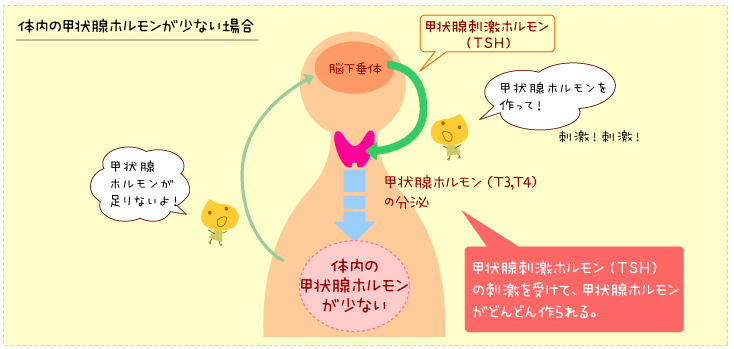 体内の甲状腺ホルモンが少ない場合
甲状腺刺激ホルモン
(TSH)
脳下垂体
甲状腺ホルモンを
作って!
刺激!刺激!
甲状腺
ホルモンが
足りないよ!
甲状腺ホルモン(T3,T4)
の分泌
体内の
甲状腺ホルモン
が少ない
甲状腺刺激ホルモン(TSH)
の刺激を受けて、甲状腺ホルモン
がどんどん作られる。